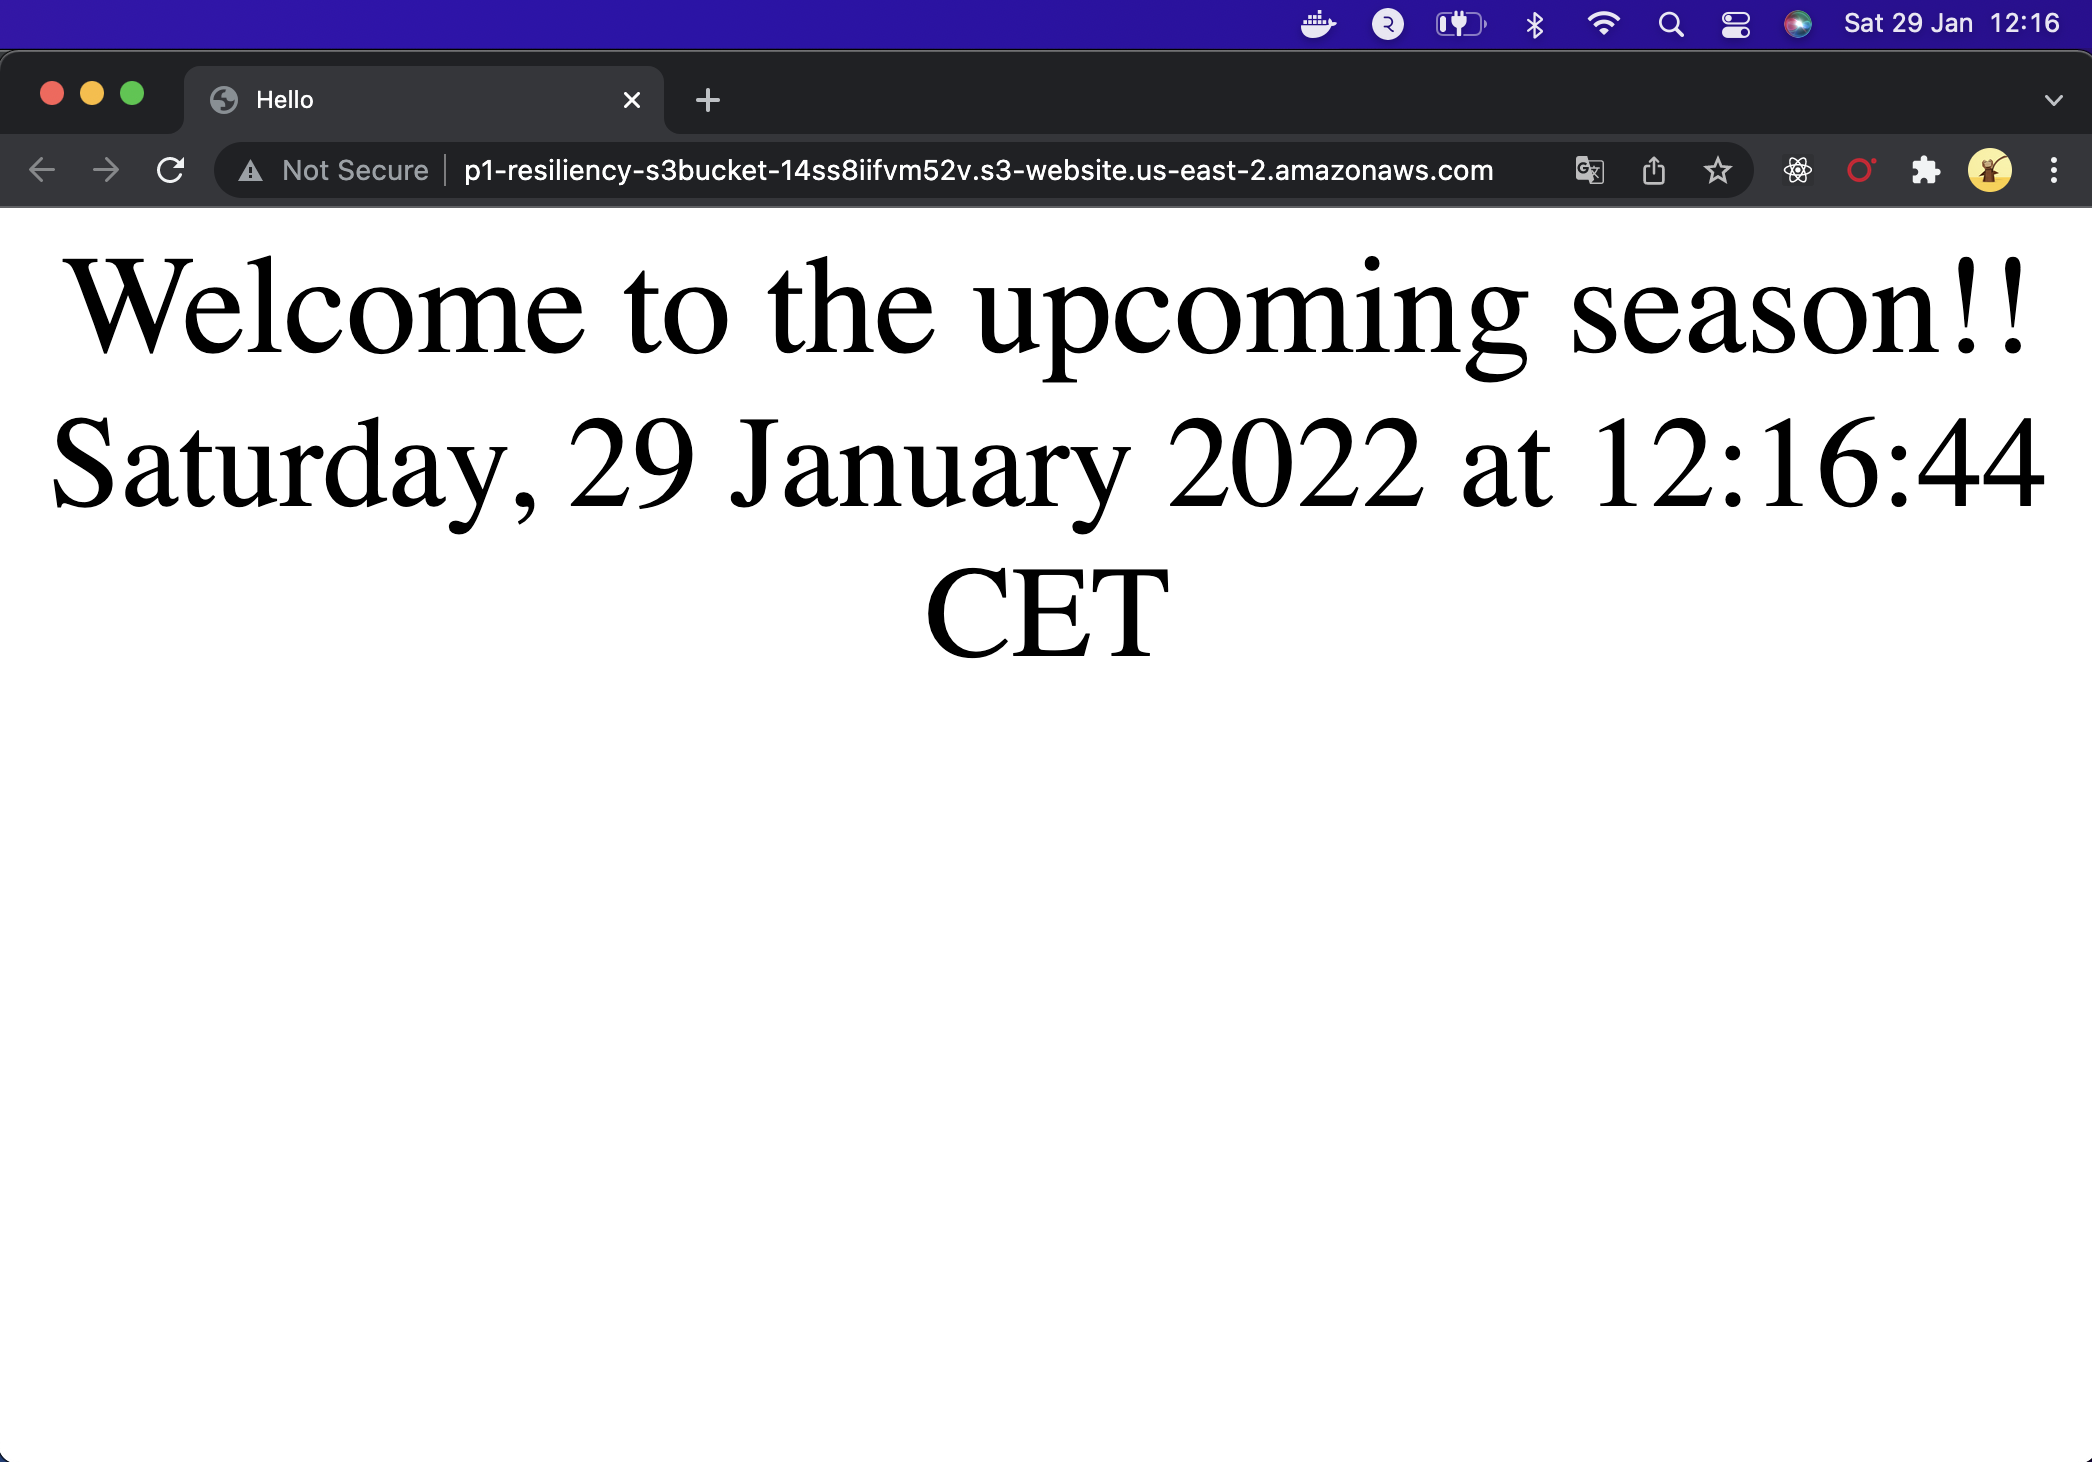 Sat 29 Jan 12:16
Hello
Not Secure p1-resiliency-s3bucket-14ss8iifvm52v.s3-website.us-east-2.amazonaws.com
Welcome to the upcoming season!!
Saturday, 29 January 2022 at 12:16:44
CET